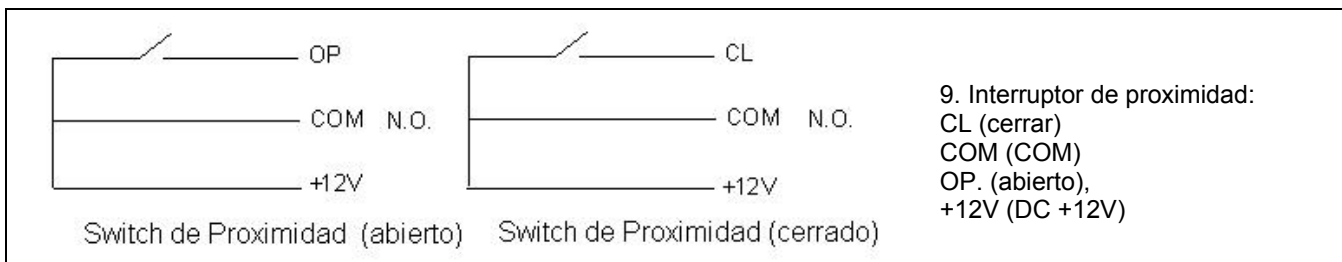 OP
COM N.O.
+12V
Switch de Proximidad (abierto)
CL
COM N.O.
+12V
Switch de Proximidad (cerrado)
9. Interruptor de proximidad:
CL (cerrar)
COM (COM)
OP. (abierto),
+12V (DC +12V)